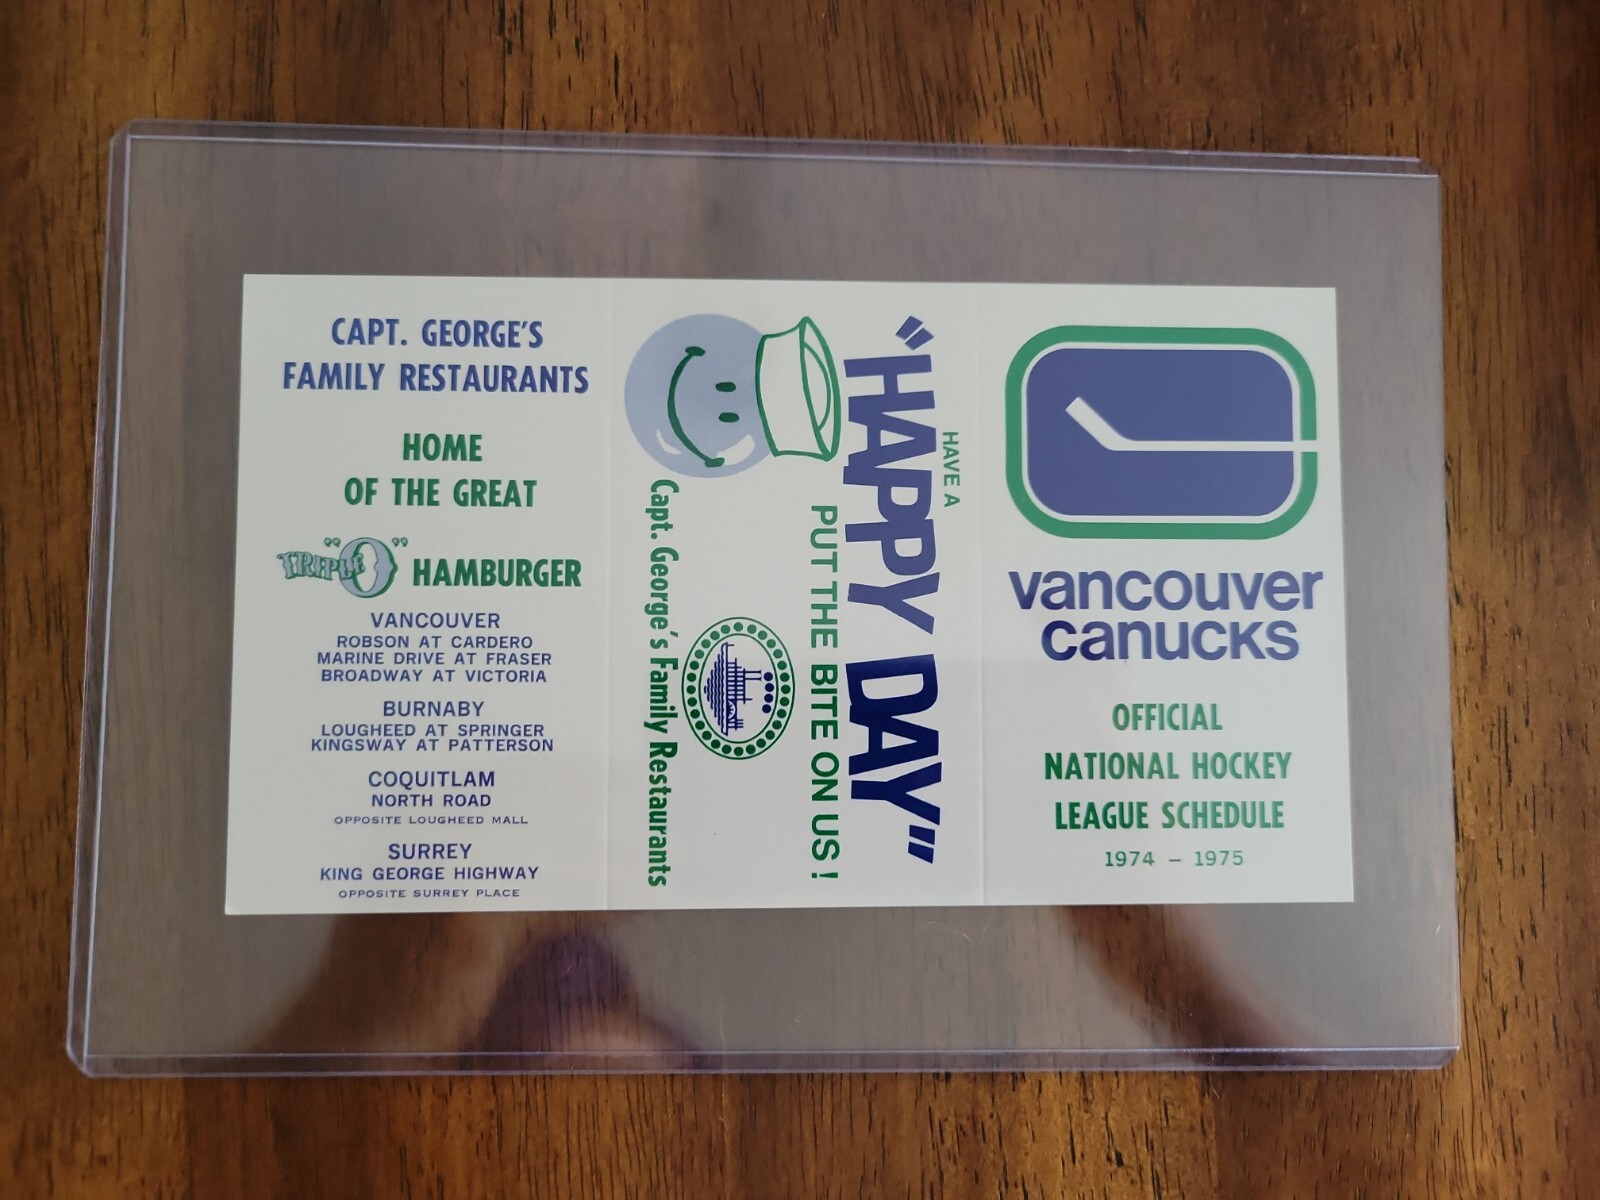 CAPT. GEORGE'S
FAMILY RESTAURANTS
HOME
OF THE GREAT
TRIPLE "O" HAMBURGER
VANCOUVER
ROBSON AT CARDERO
MARINE DRIVE AT FRASER
BROADWAY AT VICTORIA
BURNABY
LOUGHEED AT SPRINGER
KINGSWAY AT PATTERSON
COQUITLAM
NORTH ROAD
OPPOSITE LOUGHEED MALL
SURREY
KING GEORGE HIGHWAY
OPPOSITE SURREY PLACE
HAVE A
"HAPPY DAY"
PUT THE BITE ON US!
Capt. George's Family Restaurants
vancouver
canucks
OFFICIAL
NATIONAL HOCKEY
LEAGUE SCHEDULE
1974 - 1975